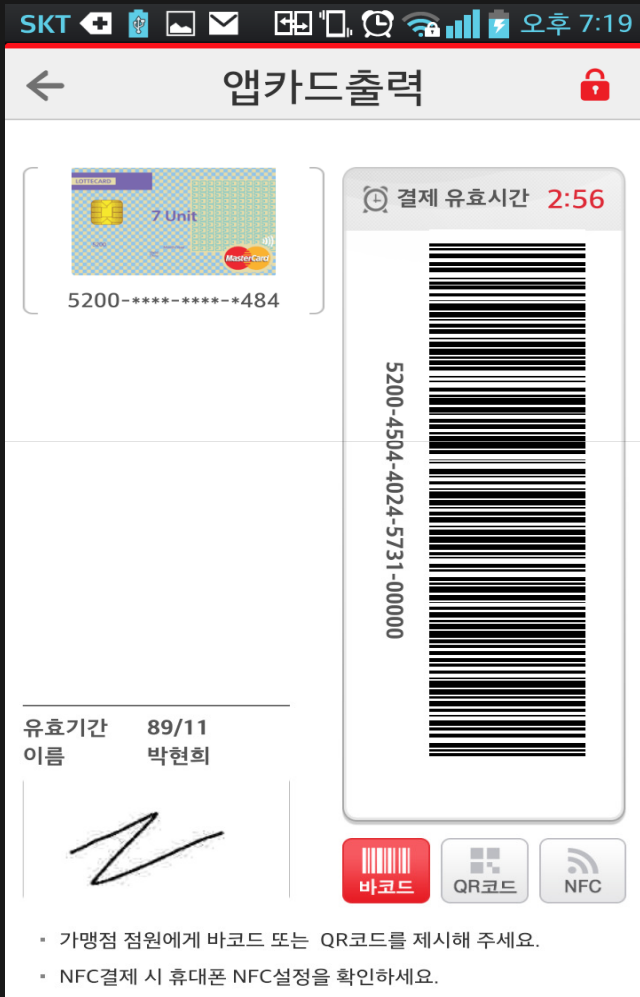 SKT 오후 7:19
앱카드출력
LOTTECARD
7 Unit
5200
MasterCard
5200-****-****-*484
결제 유효시간 2:56
5200-4504-4024-5731-00000
유효기간 89/11
이름 박현희
바코드
QR코드
NFC
▪ 가맹점 점원에게 바코드 또는 QR코드를 제시해 주세요.
▪ NFC결제 시 휴대폰 NFC설정을 확인하세요.